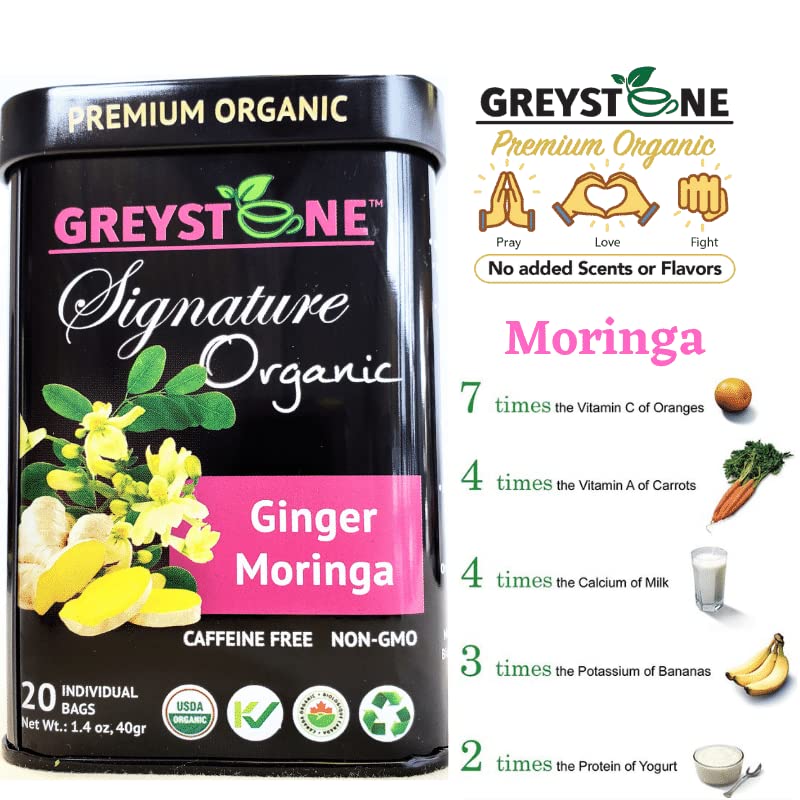 PREMIUM ORGANIC
GREYSTONE™
Signature
Organic
Ginger
Moringa
CAFFEINE FREE NON-GMO
20 INDIVIDUAL
BAGS
Net Wt.: 1.4 oz, 40gr
USDA
ORGANIC
GREYSTONE
Premium Organic
Pray Love Fight
No added Scents or Flavors
Moringa
7 times the Vitamin C of Oranges
4 times the Vitamin A of Carrots
4 times the Calcium of Milk
3 times the Potassium of Bananas
2 times the Protein of Yogurt